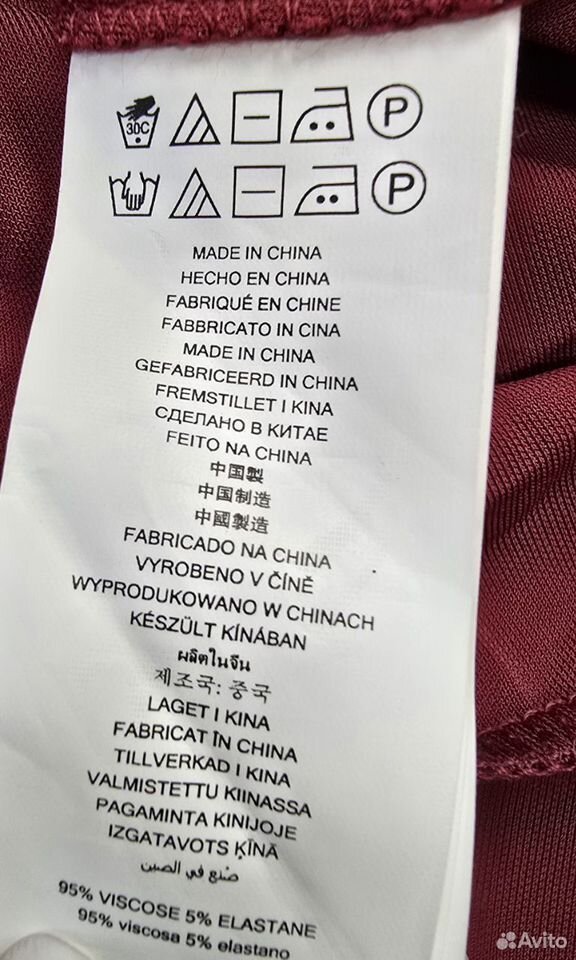 30C
P
P
MADE IN CHINA
HECHO EN CHINA
FABRIQUÉ EN CHINE
FABBRICATO IN CINA
MADE IN CHINA
GEFABRICEERD IN CHINA
FREMSTILLET I KINA
СДЕЛАНО В КИТАЕ
FEITO NA CHINA
中国製
中国制造
中國製造
FABRICADO NA CHINA
VYROBENO V ČÍNĚ
WYPRODUKOWANO W CHINACH
KÉSZÜLT KÍNÁBAN
ผลิตในจีน
제조국: 중국
LAGET I KINA
FABRICAT ÎN CHINA
TILLVERKAD I KINA
VALMISTETTU KIINASSA
PAGAMINTA KINIJOJE
IZGATAVOTS ĶĪNĀ
صنع في الصين
95% VISCOSE 5% ELASTANE
95% viscosa 5% elastano
Avito